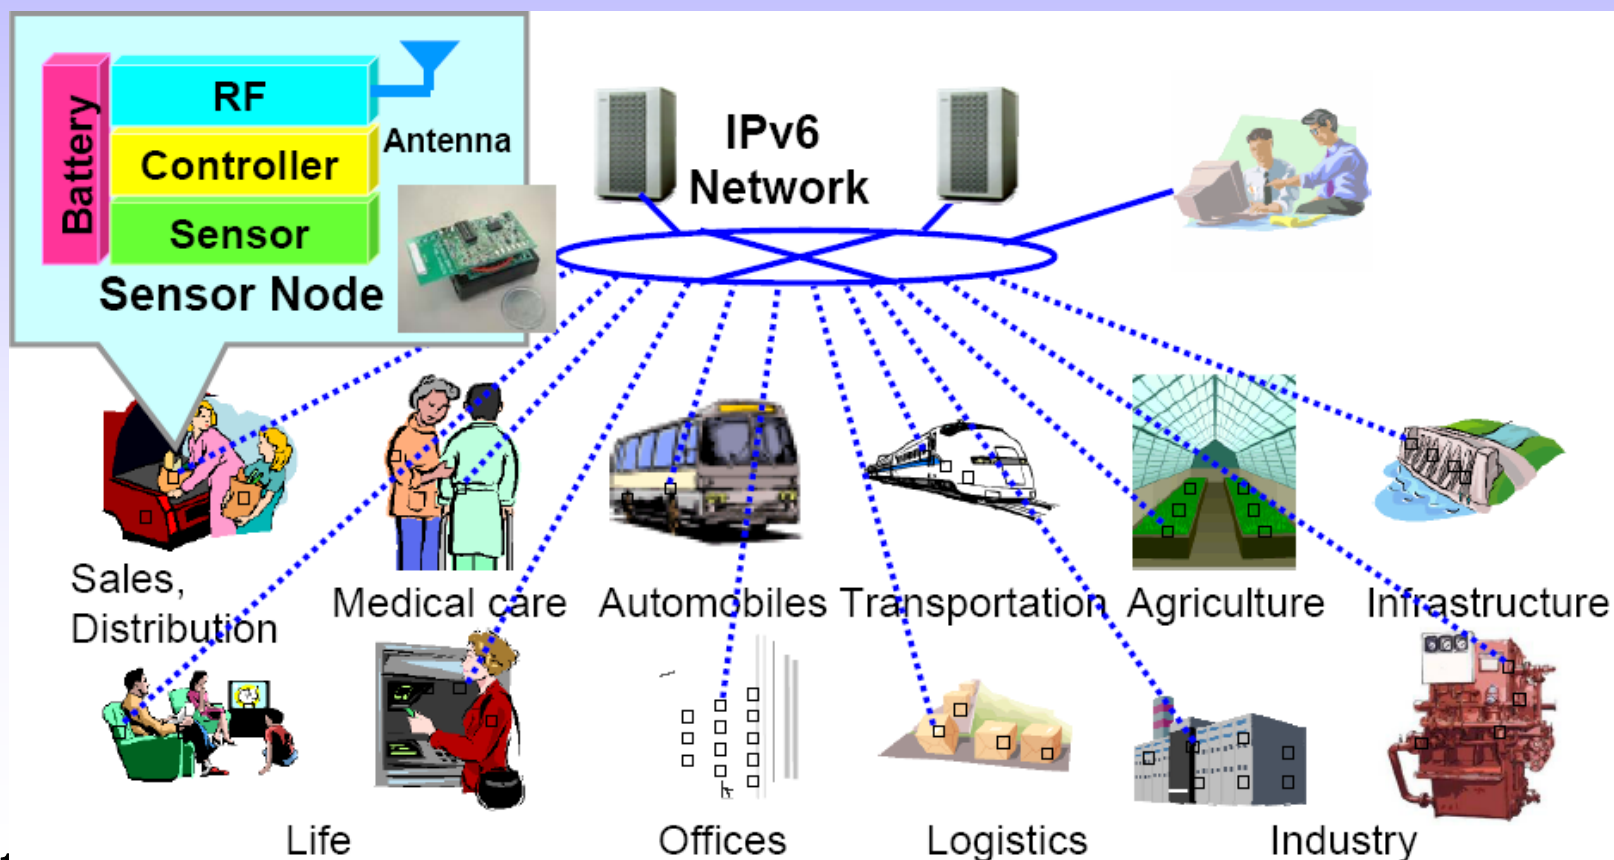 Battery
RF
Controller
Sensor
Antenna
Sensor Node
IPv6
Network
Sales,
Distribution
Medical care
Automobiles
Transportation
Agriculture
Infrastructure
Life
Offices
Logistics
Industry